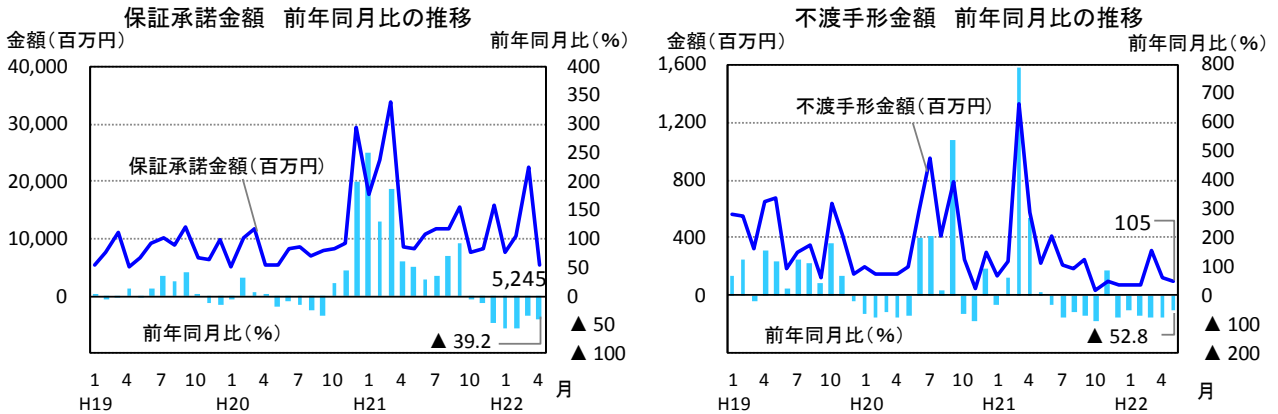 保証承諾金額　前年同月比の推移
金額（百万円）
前年同月比（%）
40,000
30,000
20,000
10,000
0
400
350
300
250
200
150
100
50
0
▲ 50
▲ 100
保証承諾金額（百万円）
5,245
前年同月比（%）
▲ 39.2
1 4 7 10 1 4 7 10 1 4 7 10 1 4
月
H19 H20 H21 H22
不渡手形金額　前年同月比の推移
金額（百万円）
前年同月比（%）
1,600
1,200
800
400
0
800
700
600
500
400
300
200
100
0
▲ 100
▲ 200
不渡手形金額（百万円）
105
前年同月比（%）
▲ 52.8
1 4 7 10 1 4 7 10 1 4 7 10 1 4
月
H19 H20 H21 H22